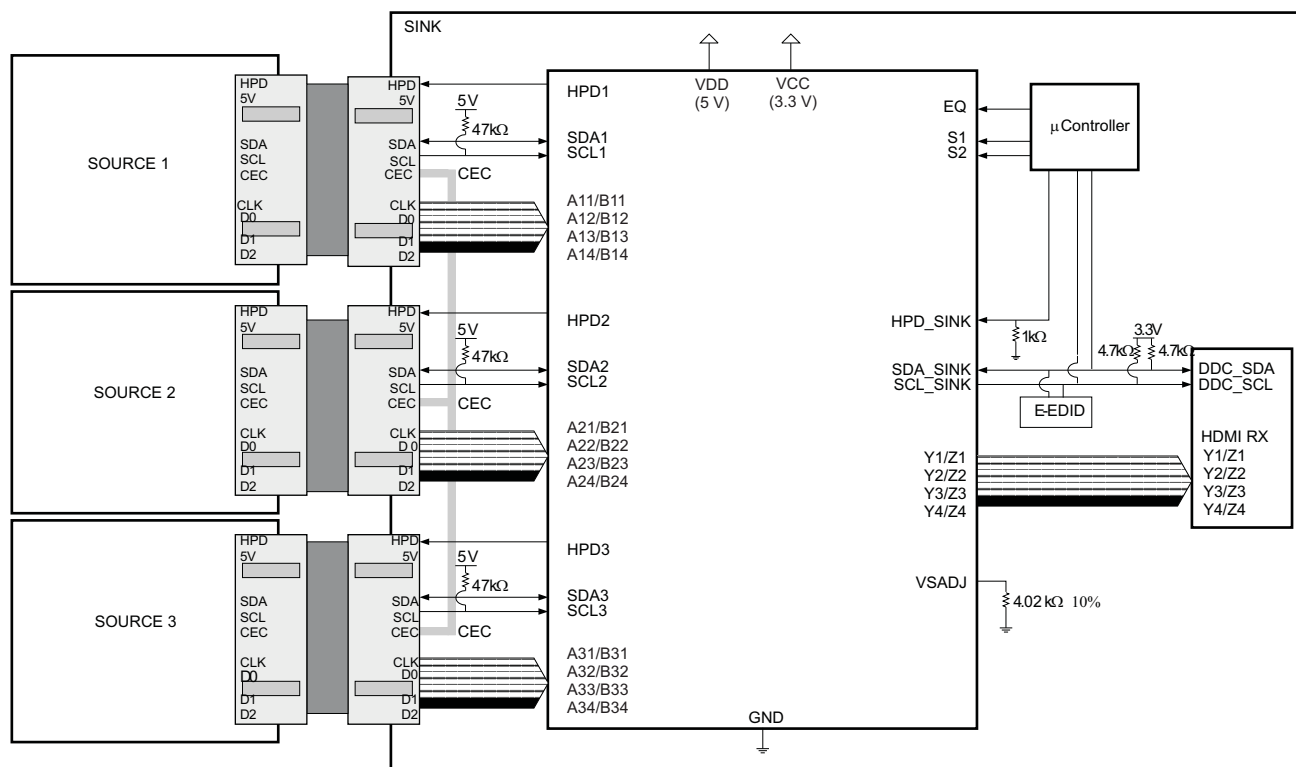 SINK
SOURCE 1
HPD
5V
SDA
SCL
CEC
CLK
D0
D1
D2
HPD
5V
SDA
SCL
CEC
CLK
D0
D1
D2
5V
47kΩ
CEC
HPD1
SDA1
SCL1
A11/B11
A12/B12
A13/B13
A14/B14
VDD
(5 V)
VCC
(3.3 V)
EQ
S1
S2
μController
SOURCE 2
HPD
5V
SDA
SCL
CEC
CLK
D0
D1
D2
HPD
5V
SDA
SCL
CEC
CLK
D 0
D1
D2
5V
47kΩ
CEC
HPD2
SDA2
SCL2
A21/B21
A22/B22
A23/B23
A24/B24
HPD_SINK
1kΩ
3.3V
4.7kΩ
4.7kΩ
SDA_SINK
SCL_SINK
E-EDID
DDC_SDA
DDC_SCL
HDMI RX
Y1/Z1
Y2/Z2
Y3/Z3
Y4/Z4
Y1/Z1
Y2/Z2
Y3/Z3
Y4/Z4
SOURCE 3
HPD
5V
SDA
SCL
CEC
CLK
D0
D1
D2
HPD
5V
SDA
SCL
CEC
CLK
D0
D1
D2
5V
47kΩ
CEC
HPD3
SDA3
SCL3
A31/B31
A32/B32
A33/B33
A34/B34
VSADJ
4.02 kΩ 10%
GND